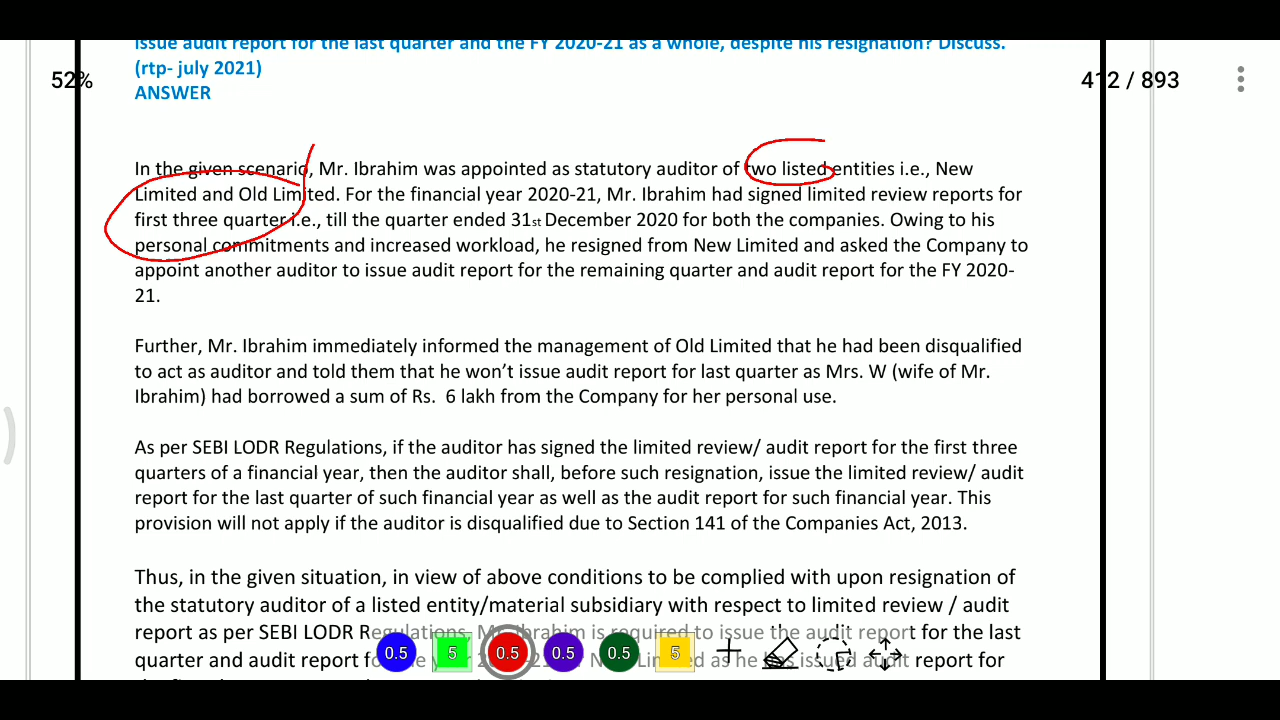 issue audit report for the last quarter and the FY 2020-21 as a whole, despite his resignation? Discuss.
(rtp- july 2021)
52%
412 / 893
ANSWER
In the given scenario, Mr. Ibrahim was appointed as statutory auditor of two listed entities i.e., New
Limited and Old Limited. For the financial year 2020-21, Mr. Ibrahim had signed limited review reports for
first three quarter i.e., till the quarter ended 31st December 2020 for both the companies. Owing to his
personal commitments and increased workload, he resigned from New Limited and asked the Company to
appoint another auditor to issue audit report for the remaining quarter and audit report for the FY 2020-
21.
Further, Mr. Ibrahim immediately informed the management of Old Limited that he had been disqualified
to act as auditor and told them that he won't issue audit report for last quarter as Mrs. W (wife of Mr.
Ibrahim) had borrowed a sum of Rs. 6 lakh from the Company for her personal use.
As per SEBI LODR Regulations, if the auditor has signed the limited review/ audit report for the first three
quarters of a financial year, then the auditor shall, before such resignation, issue the limited review/ audit
report for the last quarter of such financial year as well as the audit report for such financial year. This
provision will not apply if the auditor is disqualified due to Section 141 of the Companies Act, 2013.
Thus, in the given situation, in view of above conditions to be complied with upon resignation of
the statutory auditor of a listed entity/material subsidiary with respect to limited review / audit
report as per SEBI LODR Regulations, Mr. Ibrahim is required to issue the audit report for the last
quarter and audit report as he has issued audit report for
0.5 5 0.5 0.5 0.5 5